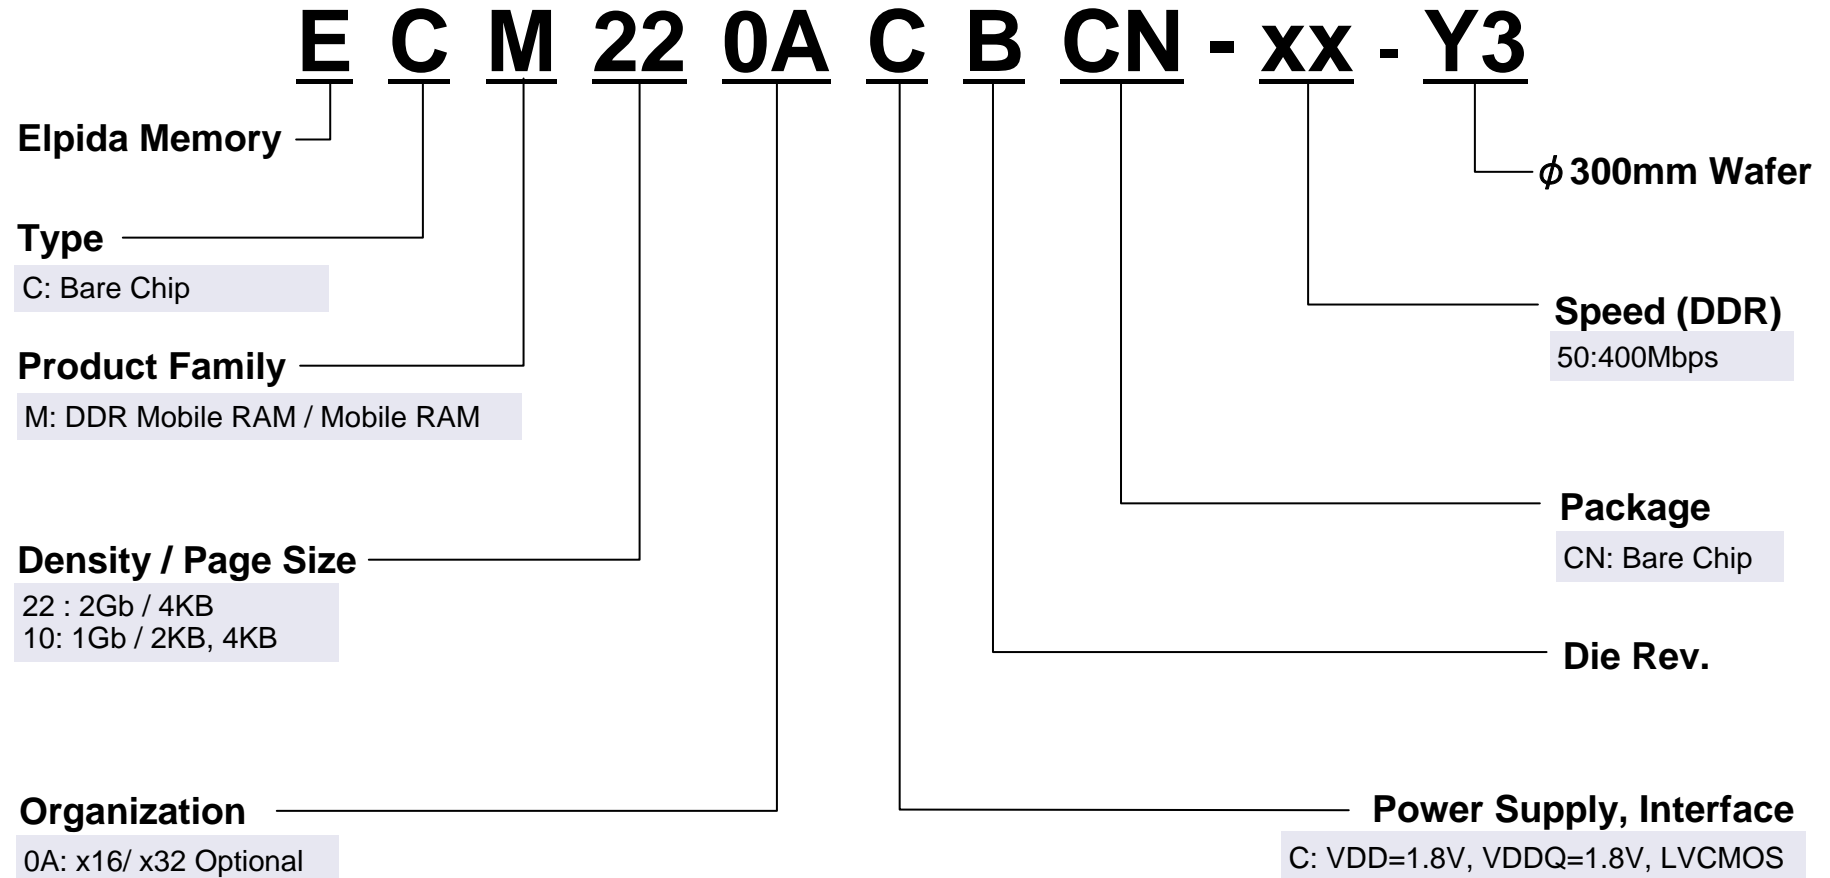 E C M 22 0A C B CN - xx - Y3
Elpida Memory
ϕ 300mm Wafer
Type
C: Bare Chip
Speed (DDR)
50:400Mbps
Product Family
M: DDR Mobile RAM / Mobile RAM
Package
CN: Bare Chip
Density / Page Size
22 : 2Gb / 4KB
10: 1Gb / 2KB, 4KB
Die Rev.
Organization
0A: x16/ x32 Optional
Power Supply, Interface
C: VDD=1.8V, VDDQ=1.8V, LVCMOS